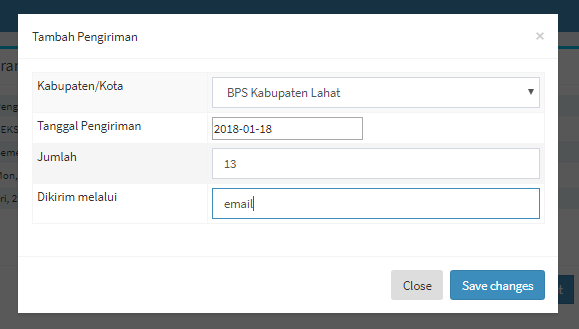 Tambah Pengiriman ×
Kabupaten/Kota BPS Kabupaten Lahat
Tanggal Pengiriman 2018-01-18
Jumlah 13
Dikirim melalui email
Close Save changes